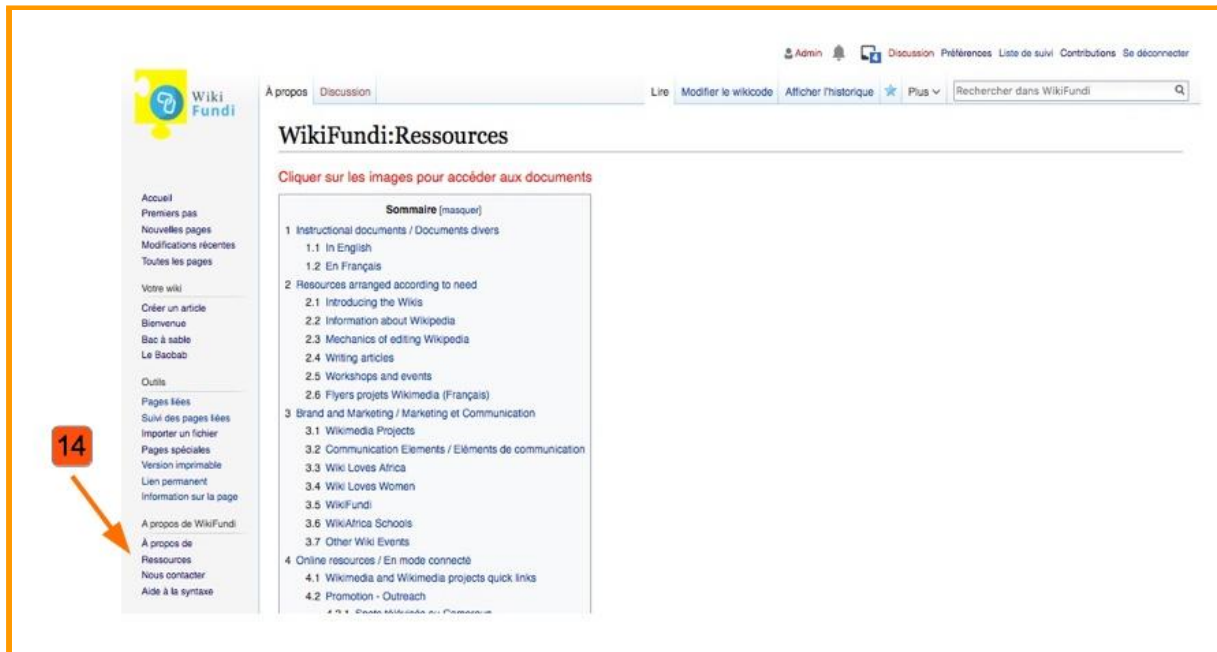 Admin 4 Discussion Préférences Liste de suivi Contributions Se déconnecter
Wiki
Fundi
À propos Discussion Lire Modifier le wikicode Afficher l'historique Plus Rechercher dans WikiFundi
WikiFundi:Ressources
Cliquer sur les images pour accéder aux documents
Accueil
Premiers pas
Nouvelles pages
Modifications récentes
Toutes les pages
Votre wiki
Créer un article
Bienvenue
Bac à sable
Le Baobab
Outils
Pages liées
Suivi des pages liées
Importer un fichier
Pages spéciales
Version imprimable
Lien permanent
Information sur la page
A propos de WikiFundi
À propos de
Ressources
Nous contacter
Aide à la syntaxe
14
Sommaire [masquer]
1 Instructional documents / Documents divers
1.1 In English
1.2 En Français
2 Resources arranged according to need
2.1 Introducing the Wikis
2.2 Information about Wikipedia
2.3 Mechanics of editing Wikipedia
2.4 Writing articles
2.5 Workshops and events
2.6 Flyers projets Wikimedia (Français)
3 Brand and Marketing / Marketing et Communication
3.1 Wikimedia Projects
3.2 Communication Elements / Eléments de communication
3.3 Wiki Loves Africa
3.4 Wiki Loves Women
3.5 WikiFundi
3.6 WikiAfrica Schools
3.7 Other Wiki Events
4 Online resources / En mode connecté
4.1 Wikimedia and Wikimedia projects quick links
4.2 Promotion - Outreach